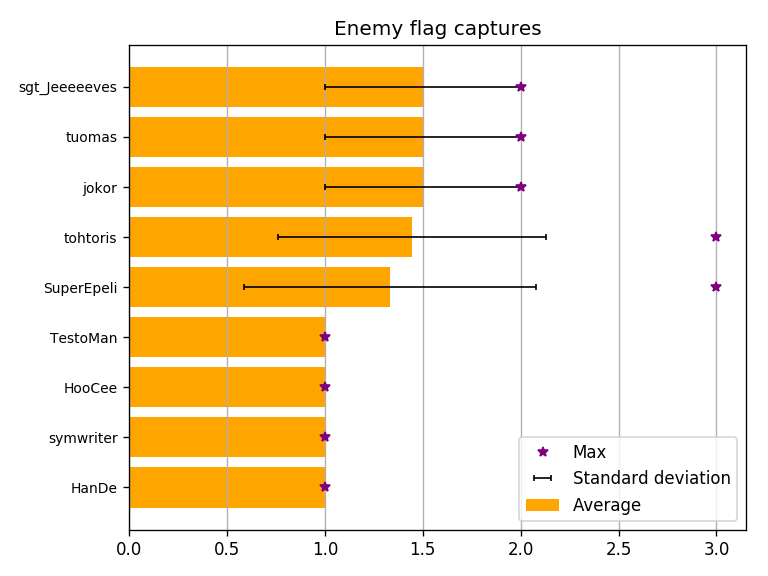 Enemy flag captures
sgt_Jeeeeeves
tuomas
jokor
tohtoris
SuperEpeli
TestoMan
HooCee
symwriter
HanDe
Max
Standard deviation
Average
0.0 0.5 1.0 1.5 2.0 2.5 3.0